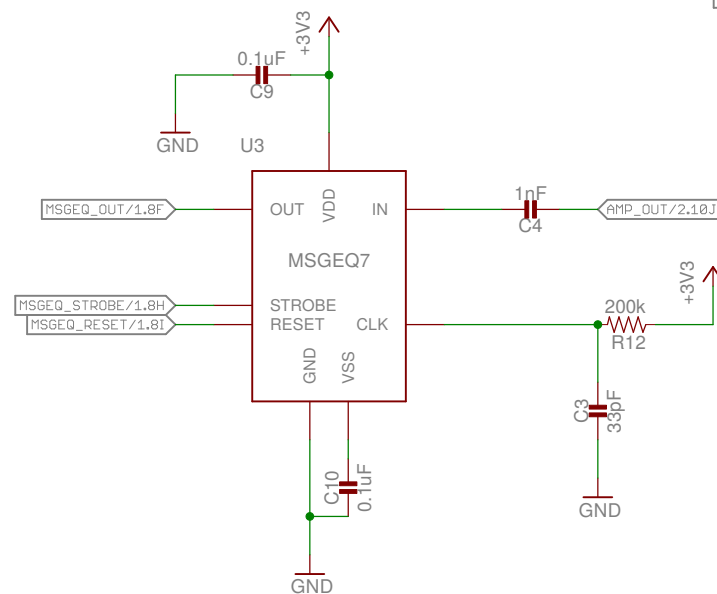 +3V3
0.1uF
C9
GND
U3
MSGEQ_OUT/1.8F
OUT
VDD
IN
1nF
C4
AMP_OUT/2.10J
MSGEQ7
+3V3
MSGEQ_STROBE/1.8H
STROBE
MSGEQ_RESET/1.8I
RESET
CLK
200k
R12
GND
VSS
C3
33pF
C10
0.1uF
GND
GND